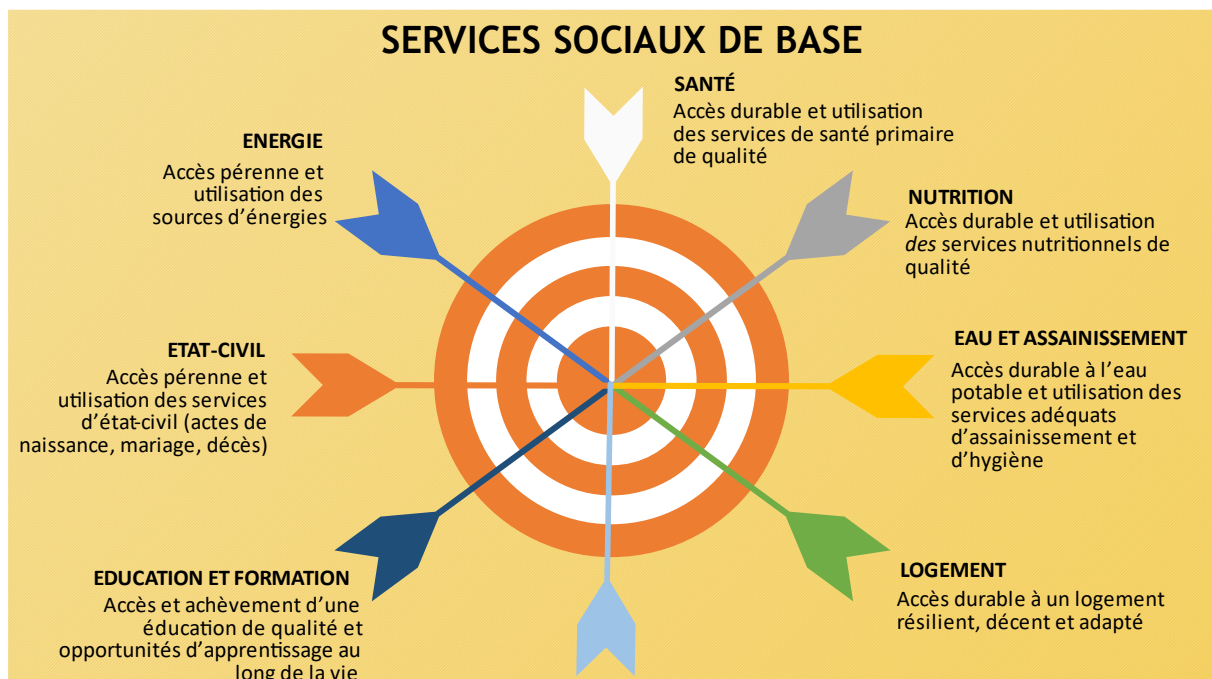 SERVICES SOCIAUX DE BASE
SANTÉ
Accès durable et utilisation
des services de santé primaire
de qualité
NUTRITION
Accès durable et utilisation
des services nutritionnels de
qualité
EAU ET ASSAINISSEMENT
Accès durable à l’eau
potable et utilisation des
services adéquats
d’assainissement et
d’hygiène
LOGEMENT
Accès durable à un logement
résilient, décent et adapté
EDUCATION ET FORMATION
Accès et achèvement d’une
éducation de qualité et
opportunités d’apprentissage au
long de la vie
ETAT-CIVIL
Accès pérenne et
utilisation des services
d’état-civil (actes de
naissance, mariage, décès)
ENERGIE
Accès pérenne et
utilisation des
sources d’énergies